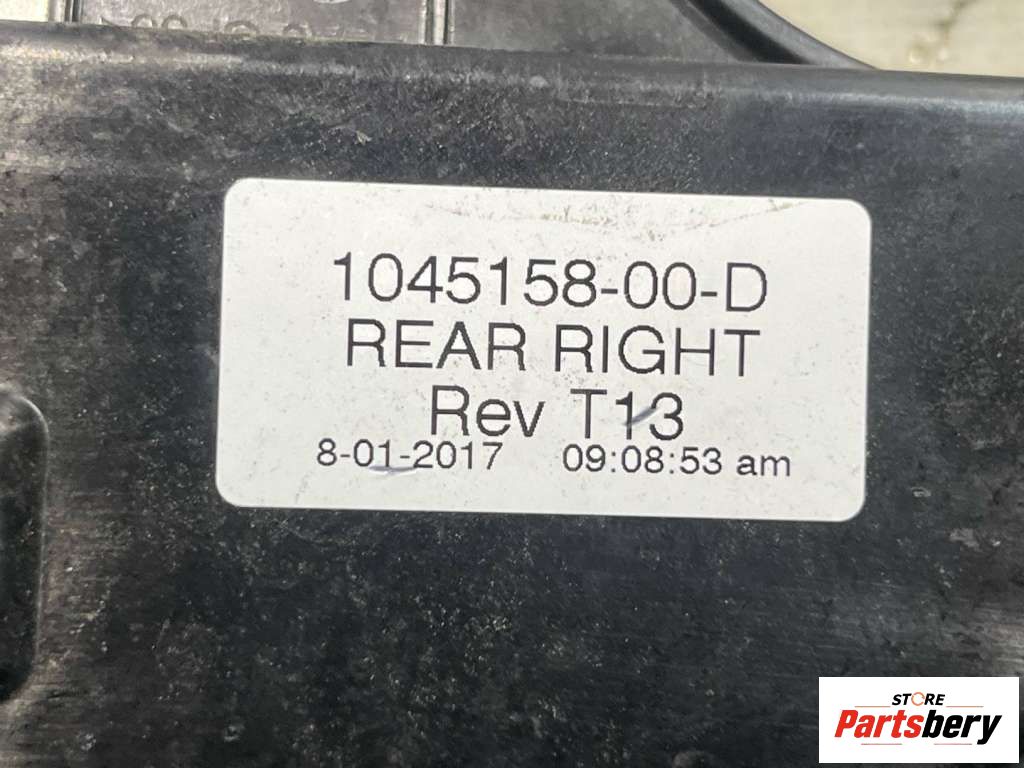 1045158-00-D
REAR RIGHT
Rev T13
8-01-2017 09:08:53 am
STORE
Partsbery